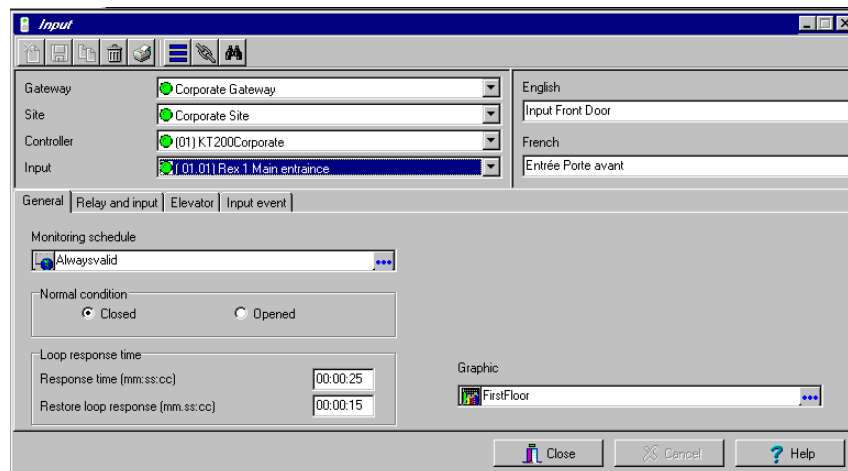 Input
Gateway
Corporate Gateway
Site
Corporate Site
Controller
(01) KT200Corporate
Input
( 01.01) Rex 1 Main entraince
English
Input Front Door
French
Entrée Porte avant
General Relay and input Elevator Input event
Monitoring schedule
Alwaysvalid
Normal condition
Closed Opened
Loop response time
Response time (mm:ss:cc) 00:00:25
Restore loop response (mm.ss:cc) 00:00:15
Graphic
FirstFloor
Close Cancel Help